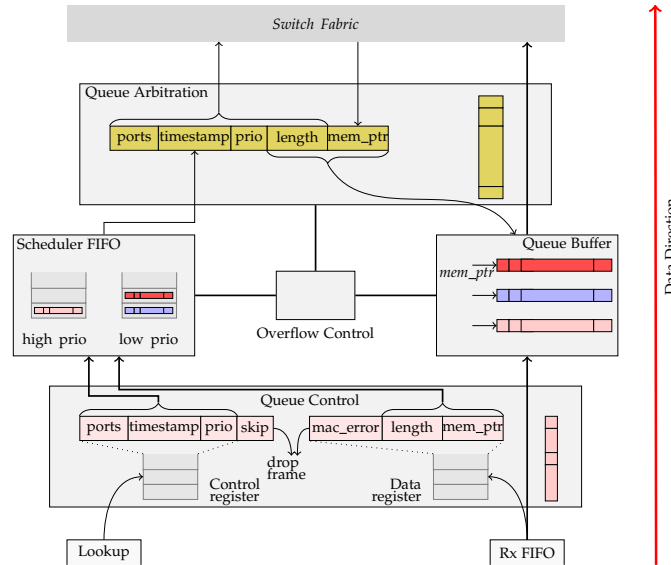 Switch Fabric
Queue Arbitration
ports timestamp prio length mem_ptr
Scheduler FIFO
Queue Buffer
mem_ptr
high prio low prio
Overflow Control
Queue Control
ports timestamp prio skip mac_error length mem_ptr
drop
frame
Control
register
Data
register
Lookup
Rx FIFO
Data Direction